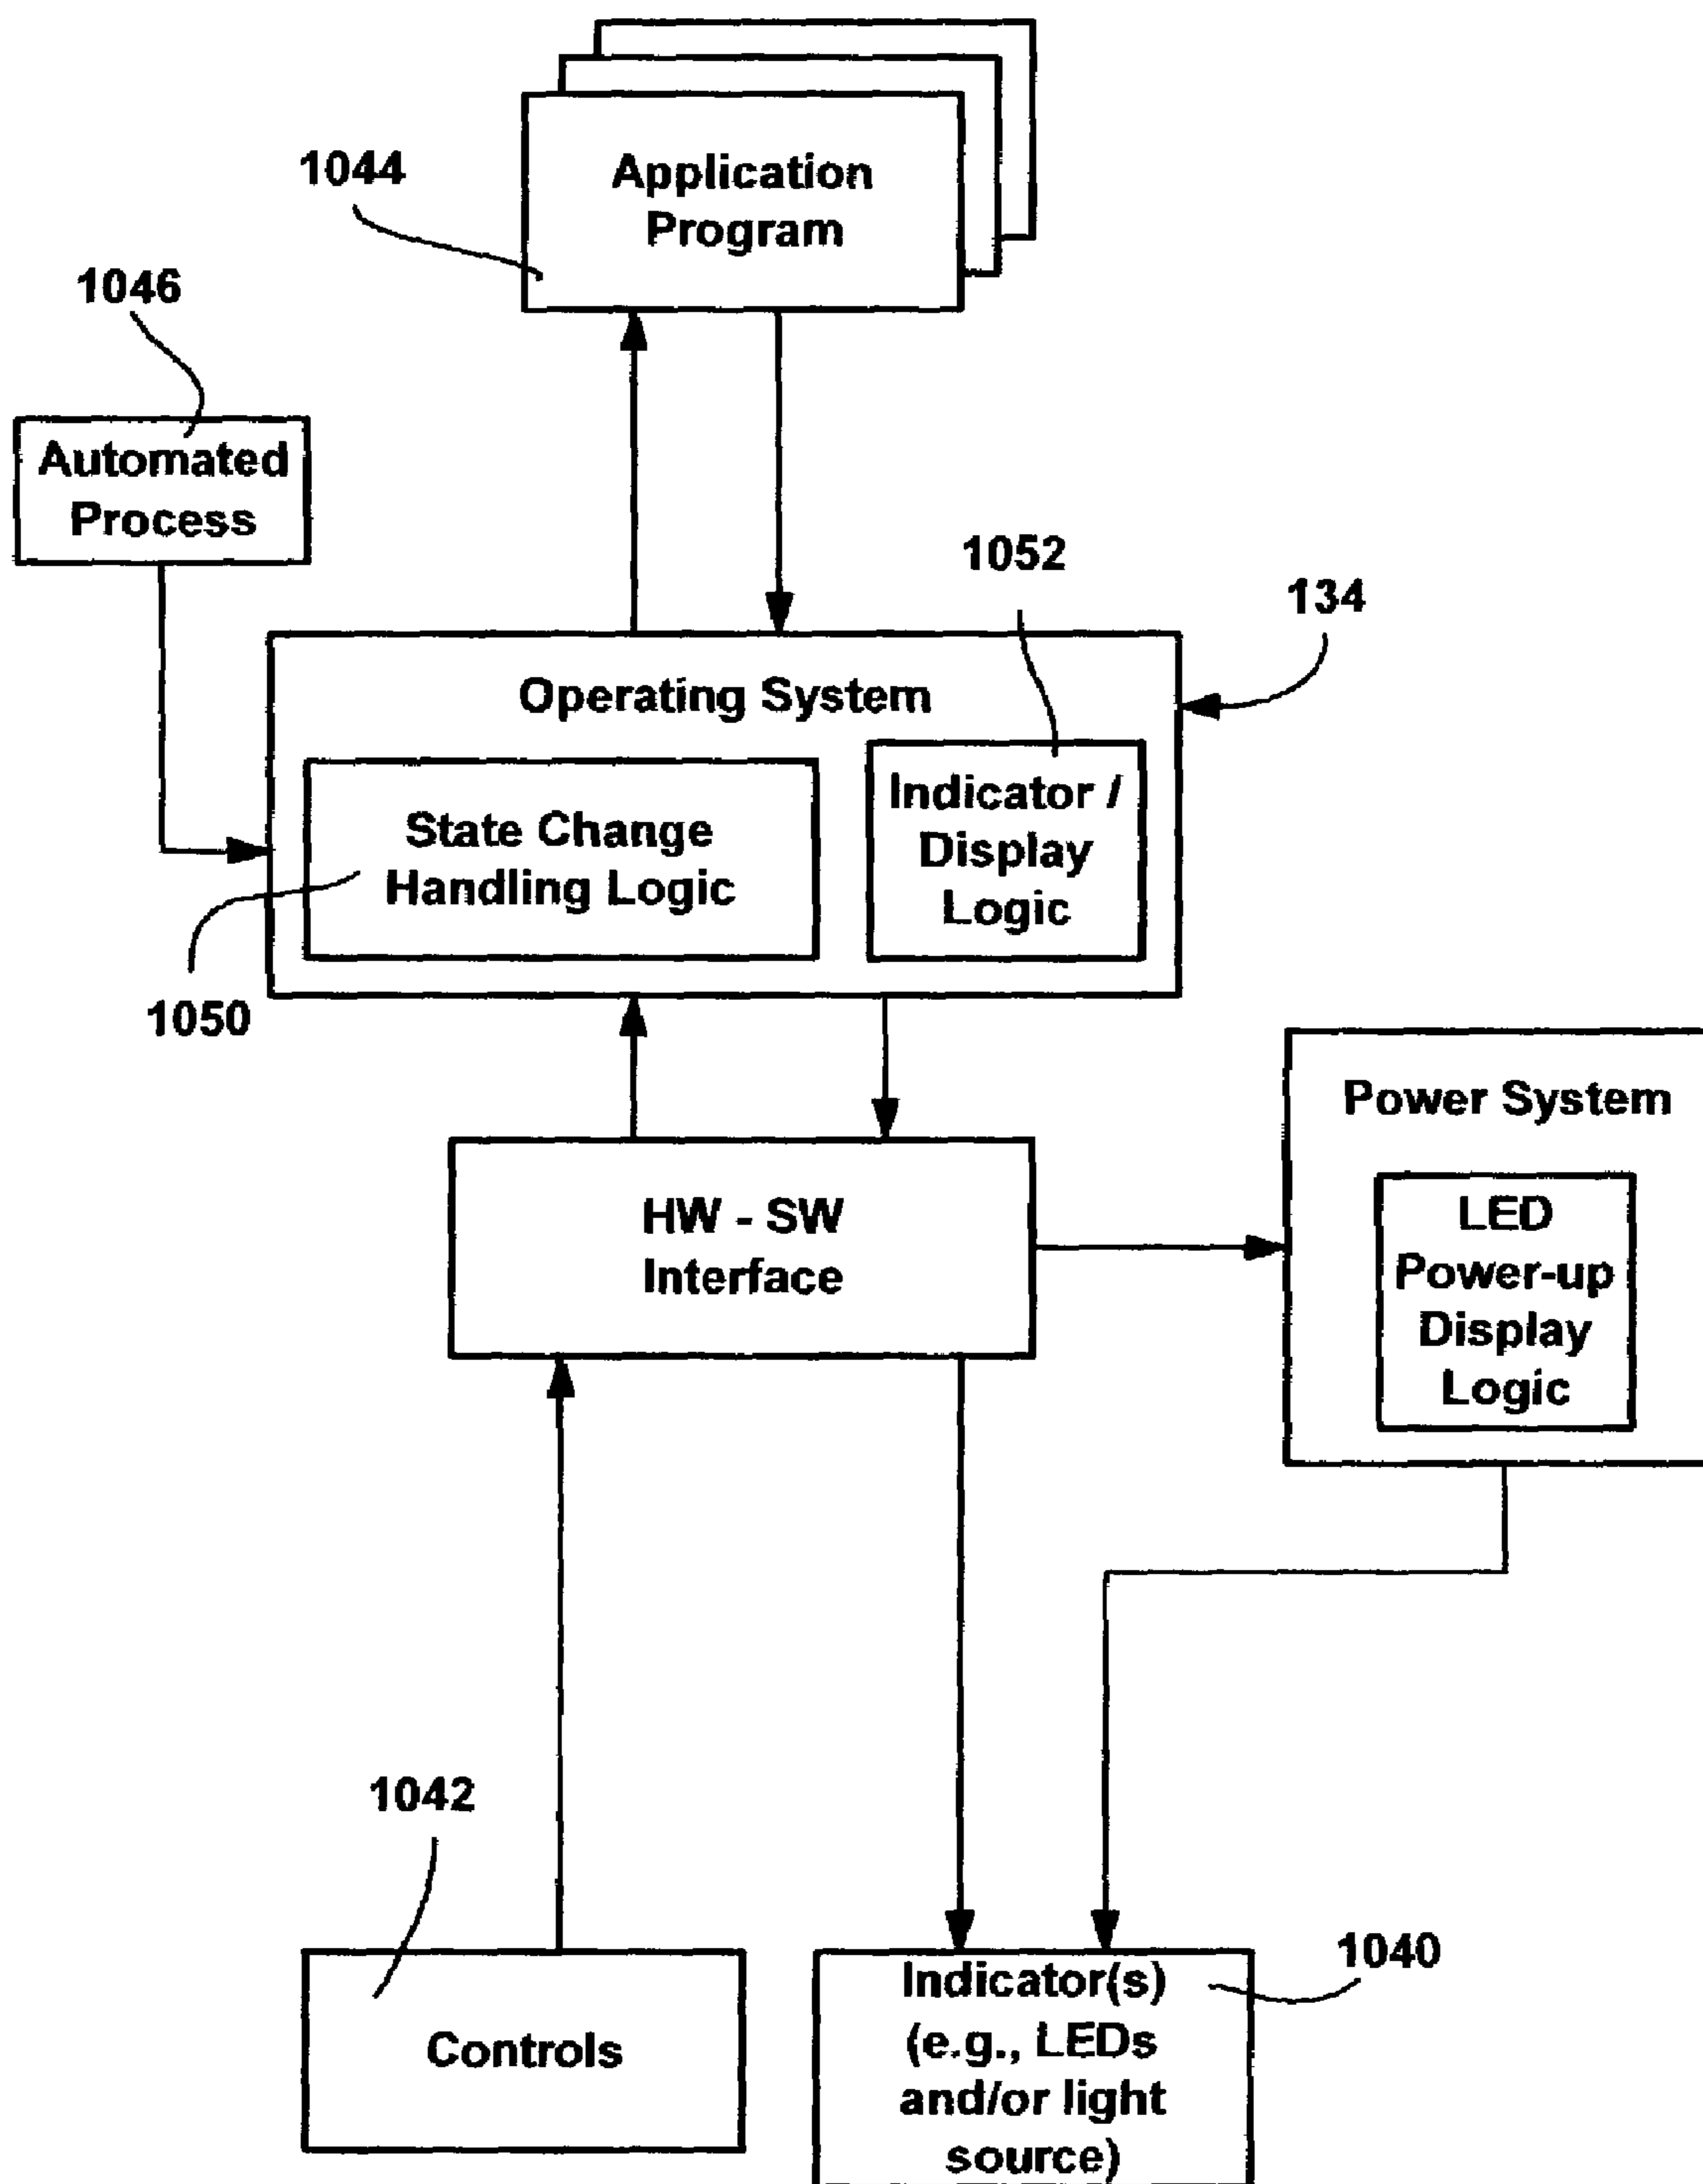 1044
Application
Program
1046
Automated
Process
1052
134
Operating System
State Change
Handling Logic
Indicator /
Display
Logic
1050
Power System
HW - SW
Interface
LED
Power-up
Display
Logic
1042
1040
Controls
Indicator(s)
(e.g., LEDs
and/or light
source)